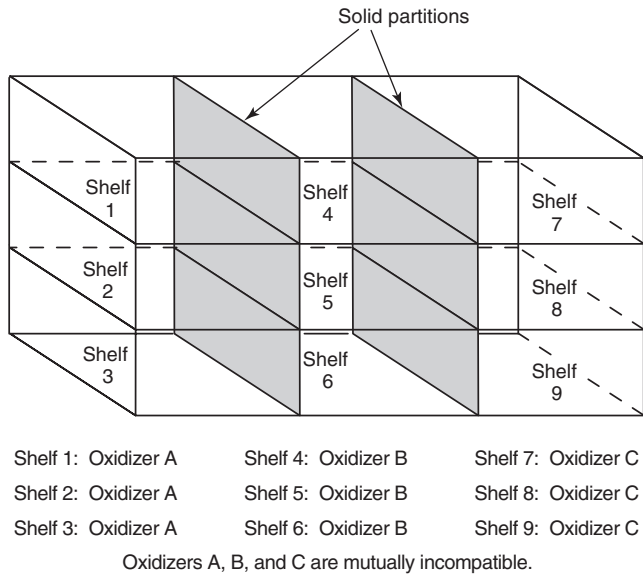 Solid partitions
Shelf
1
Shelf
4
Shelf
7
Shelf
2
Shelf
5
Shelf
8
Shelf
3
Shelf
6
Shelf
9
Shelf 1: Oxidizer A
Shelf 4: Oxidizer B
Shelf 7: Oxidizer C
Shelf 2: Oxidizer A
Shelf 5: Oxidizer B
Shelf 8: Oxidizer C
Shelf 3: Oxidizer A
Shelf 6: Oxidizer B
Shelf 9: Oxidizer C
Oxidizers A, B, and C are mutually incompatible.